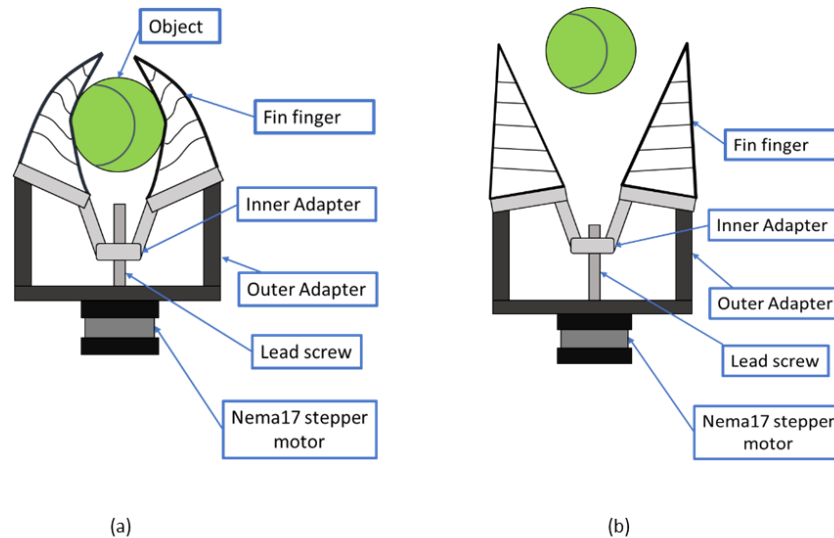 Object
Fin finger
Inner Adapter
Outer Adapter
Lead screw
Nema17 stepper
motor
(a)
Fin finger
Inner Adapter
Outer Adapter
Lead screw
Nema17 stepper
motor
(b)